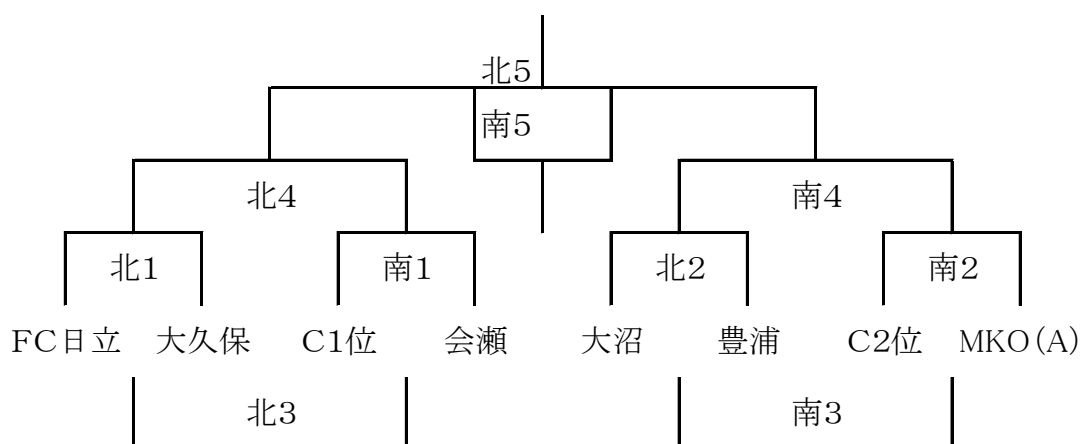 北5
南5
北4 南4
北1 南1 北2 南2
FC日立 大久保 C1位 会瀬 大沼 豊浦 C2位 MKO(A)
北3 南3